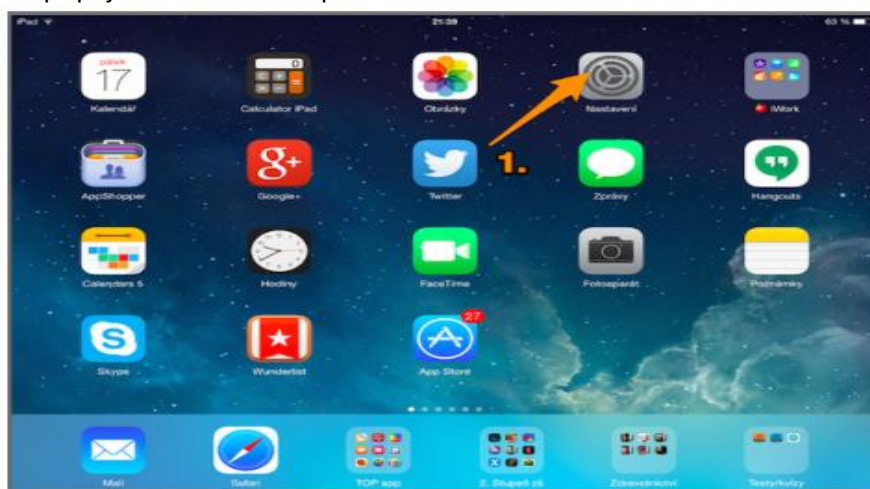 iPad 21:39 63 %
pátek
17 0
Kalendář Calculator iPad Obrázky Nastavení iWork
1.
AppShopper Google+ Twitter Zprávy Hangouts
Calendars 5 Hodiny FaceTime Fotoaparát Poznámky
27
Skype Wunderlist App Store
Mail Safari TOP app 2. Stupeň zš Zdravotnictví Testy/kvízy